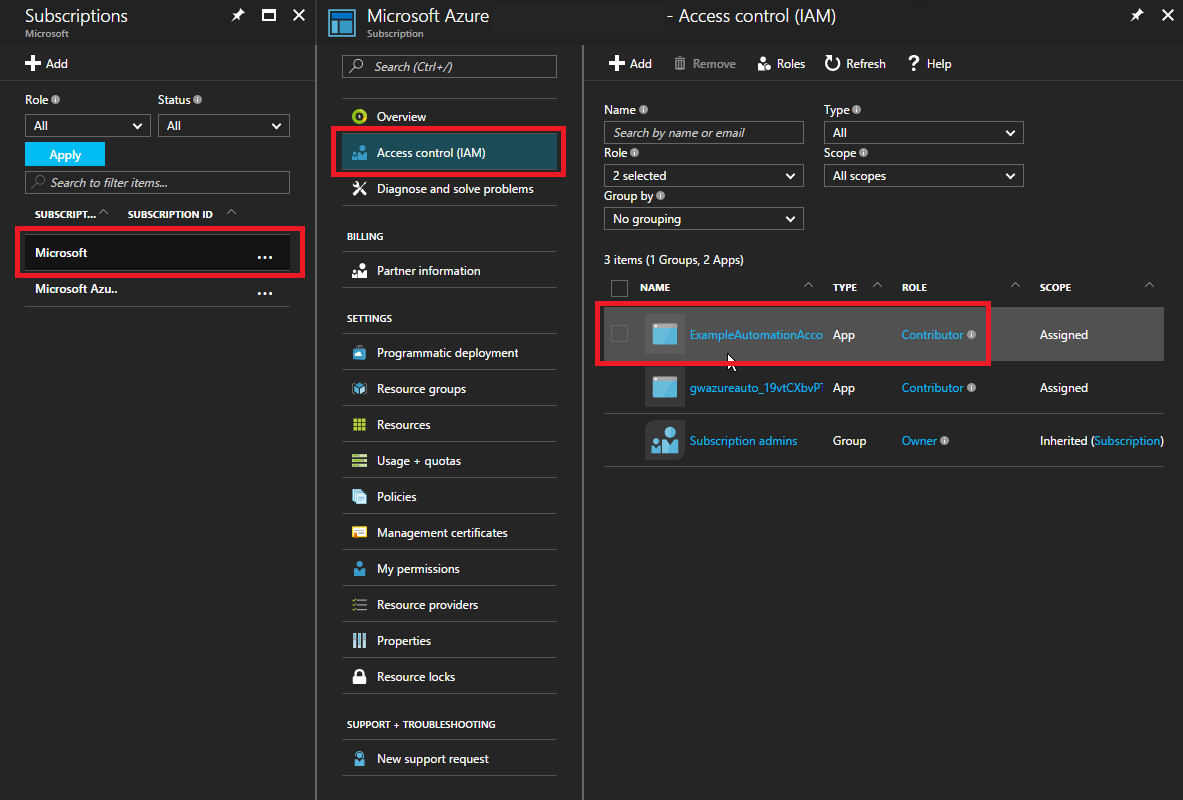 Subscriptions
Microsoft
Add
Role
Status
All
All
Apply
Search to filter items...
SUBSCRIPT...
SUBSCRIPTION ID
Microsoft
...
Microsoft Azu..
...
Microsoft Azure - Access control (IAM)
Subscription
Search (Ctrl+/)
Overview
Access control (IAM)
Diagnose and solve problems
BILLING
Partner information
SETTINGS
Programmatic deployment
Resource groups
Resources
Usage + quotas
Policies
Management certificates
My permissions
Resource providers
Properties
Resource locks
SUPPORT + TROUBLESHOOTING
New support request
Add
Remove
Roles
Refresh
? Help
Name
Type
Search by name or email
All
Role
Scope
2 selected
All scopes
Group by
No grouping
3 items (1 Groups, 2 Apps)
NAME TYPE ROLE SCOPE
ExampleAutomationAcco App Contributor Assigned
gwazureauto_19vtCXbvPT App Contributor Assigned
Subscription admins Group Owner Inherited (Subscription)